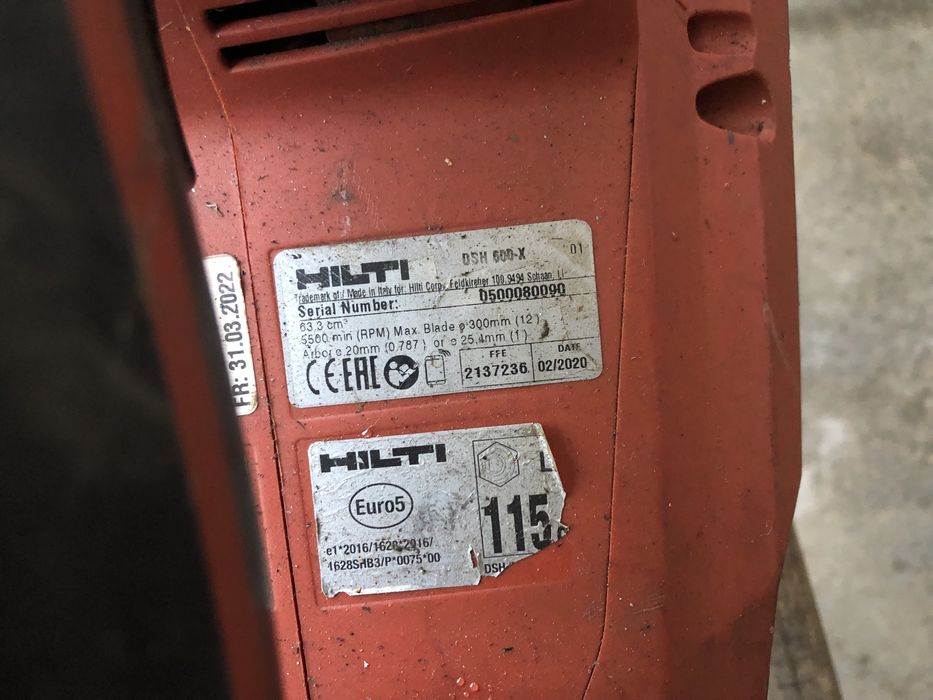 FR: 31.03.2022
HILTI DSH 600-X 01
Trademark of / Made in Italy for: Hilti Corp., Feldkircher 100, 9494 Schaan, LI
Serial Number: 0500080090
63,3 cm³
5500 min (RPM) Max. Blade ø 300mm (12")
Arbor ø 20mm (0.787") or ø 25.4mm (1")
CE EAC FFE DATE
2137236 02/2020
HILTI
Euro5
e1*2016/1628*2016/
1628SHB3/P*0075*00
L
115
DSH